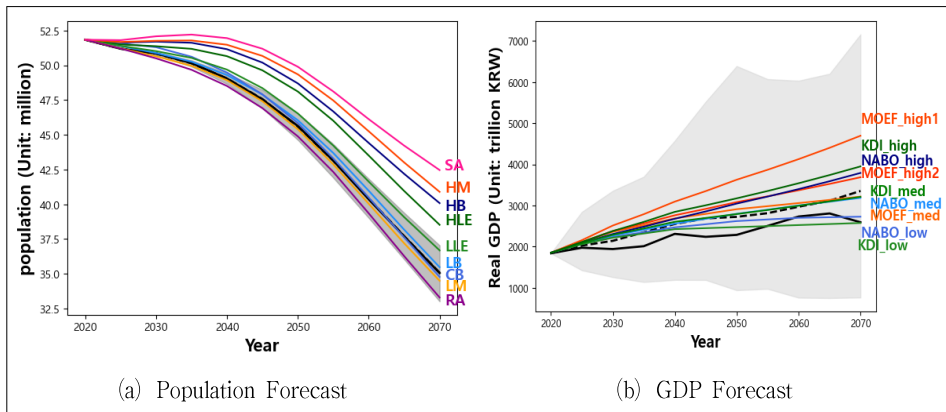 52.5
50.0
47.5
45.0
42.5
40.0
37.5
35.0
32.5
population (Unit: million)
2020 2030 2040 2050 2060 2070
Year
SA
HM
HB
HLE
LLE
LB
CB
LM
RA
(a) Population Forecast
7000
6000
5000
4000
3000
2000
1000
Real GDP (Unit: trillion KRW)
2020 2030 2040 2050 2060 2070
Year
MOEF_high1
KDI_high
NABO_high
MOEF_high2
KDI_med
NABO_med
MOEF_med
NABO_low
KDI_low
(b) GDP Forecast